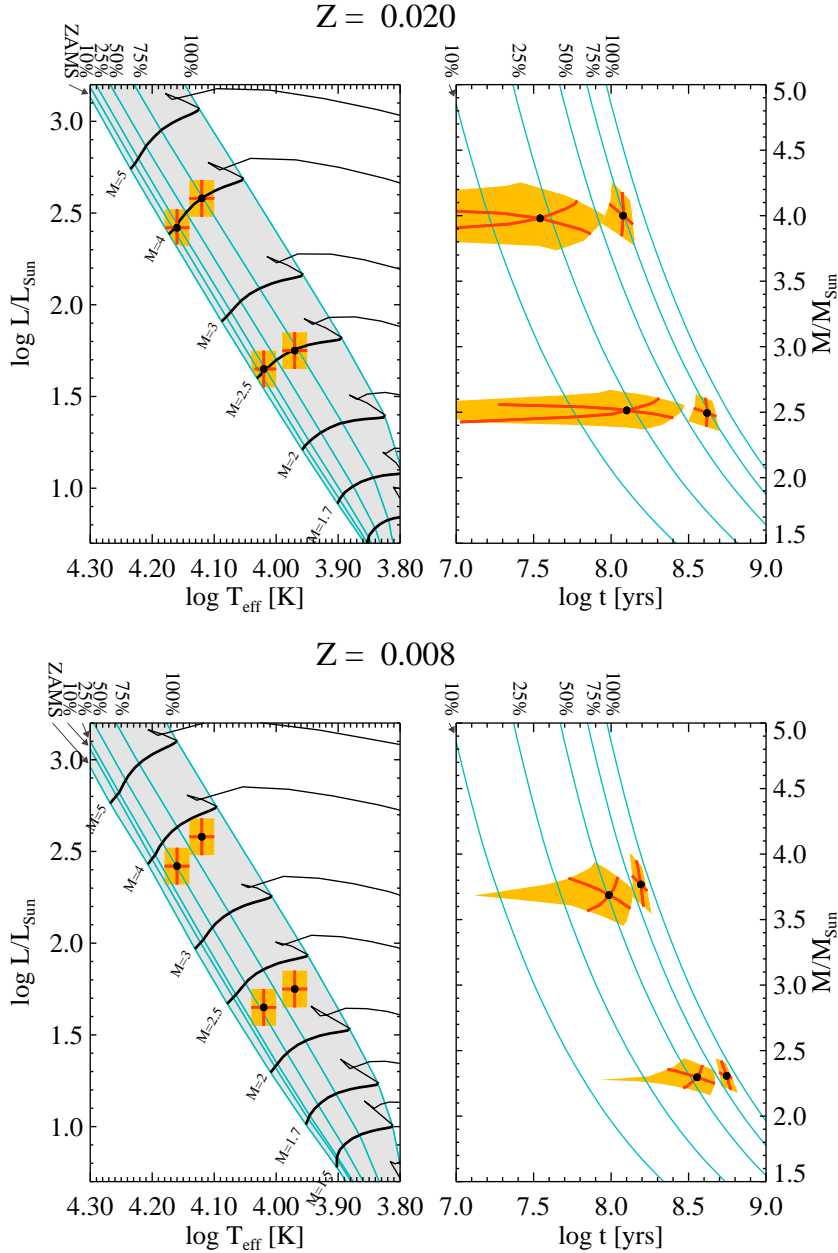 Z = 0.020
ZAMS 10% 25% 50% 75% 100%
10% 25% 50% 75% 100%
3.0
2.5
2.0
1.5
1.0
log L/L_Sun
M=5
M=4
M=3
M=2.5
M=2
M=1.7
4.30 4.20 4.10 4.00 3.90 3.80
log T_eff [K]
5.0
4.5
4.0
3.5
3.0
2.5
2.0
1.5
M/M_Sun
7.0 7.5 8.0 8.5 9.0
log t [yrs]
Z = 0.008
ZAMS 10% 25% 50% 75% 100%
10% 25% 50% 75% 100%
3.0
2.5
2.0
1.5
1.0
log L/L_Sun
M=5
M=4
M=3
M=2.5
M=2
M=1.7
M=1.5
4.30 4.20 4.10 4.00 3.90 3.80
log T_eff [K]
5.0
4.5
4.0
3.5
3.0
2.5
2.0
1.5
M/M_Sun
7.0 7.5 8.0 8.5 9.0
log t [yrs]